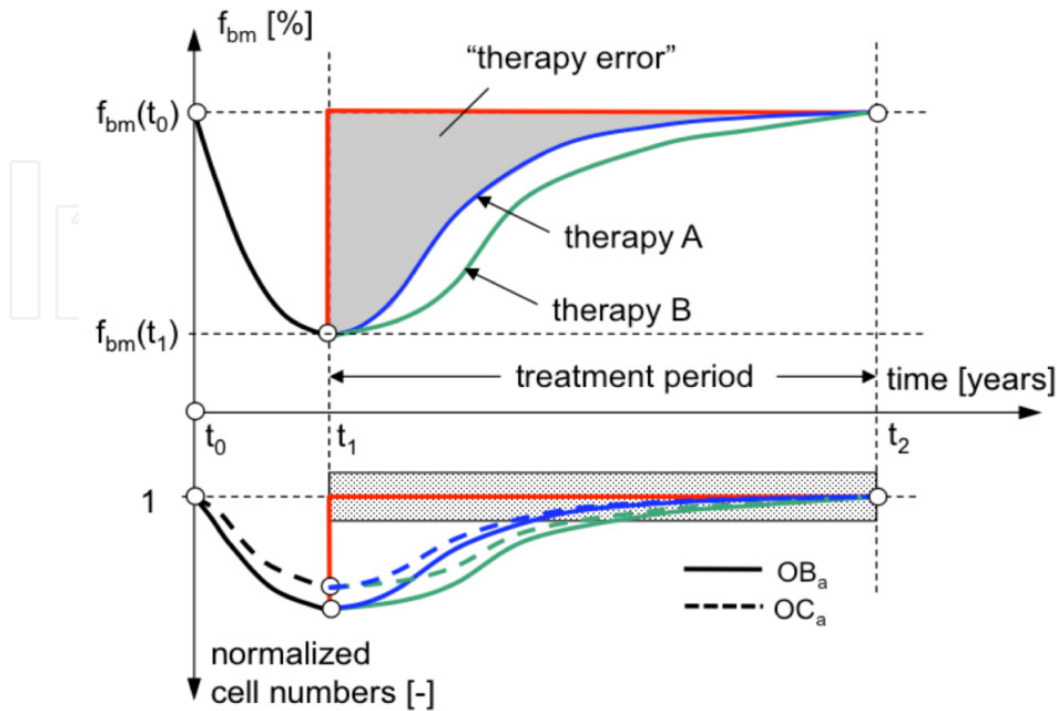 f_bm [%]
"therapy error"
f_bm(t_0)
therapy A
therapy B
f_bm(t_1)
treatment period
time [years]
t_0
t_1
t_2
1
OB_a
OC_a
normalized
cell numbers [-]